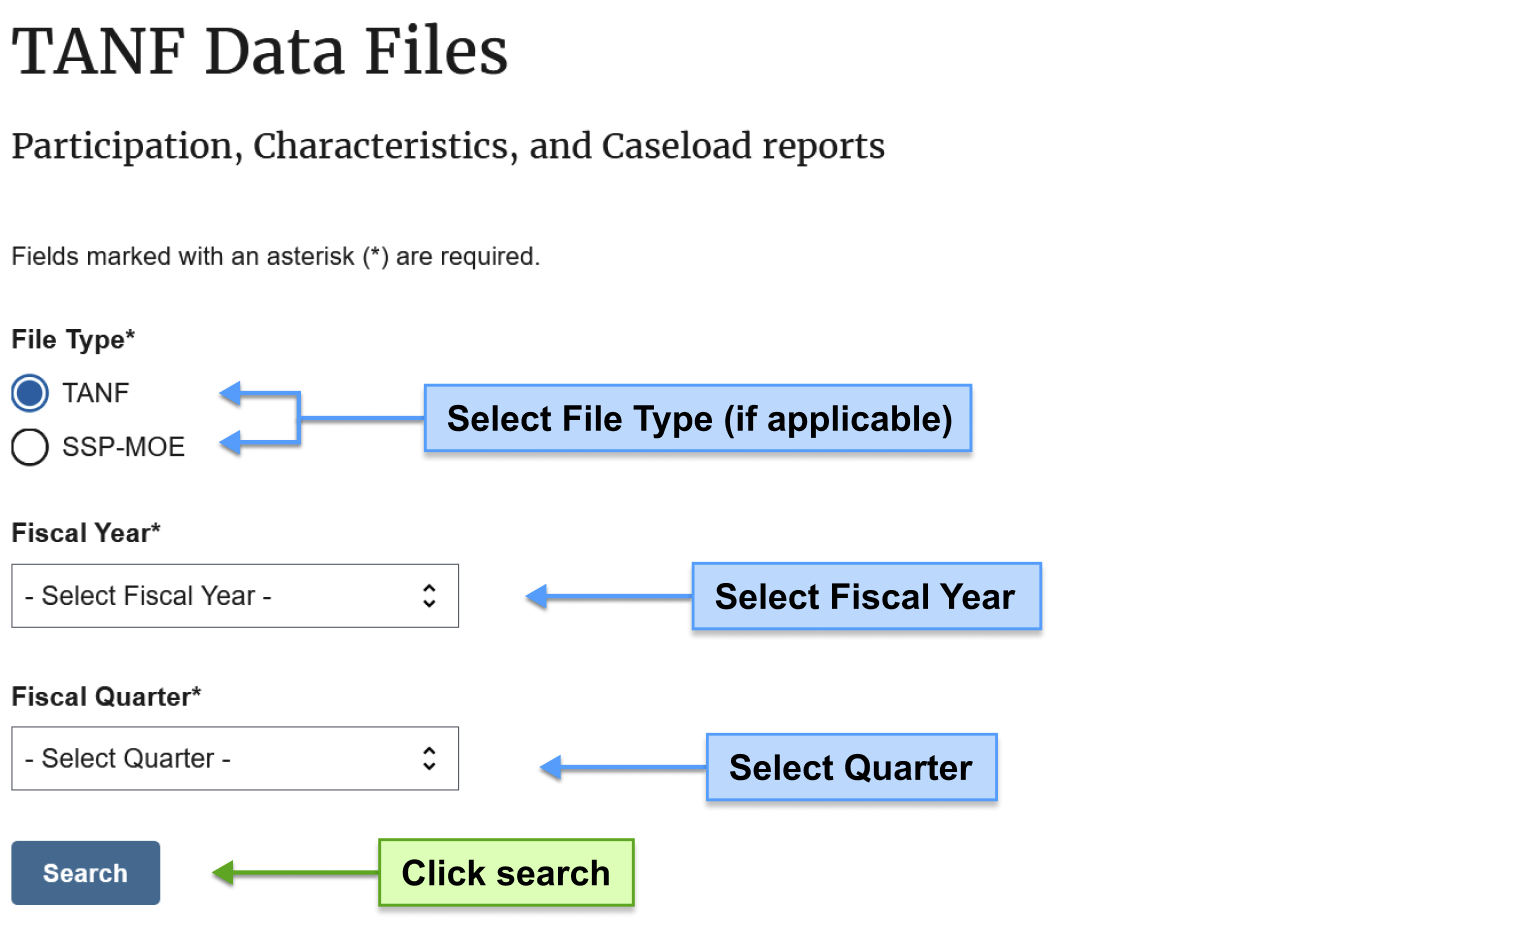 TANF Data Files
Participation, Characteristics, and Caseload reports
Fields marked with an asterisk (*) are required.
File Type*
TANF
SSP-MOE
Select File Type (if applicable)
Fiscal Year*
- Select Fiscal Year -
Select Fiscal Year
Fiscal Quarter*
- Select Quarter -
Select Quarter
Search
Click search